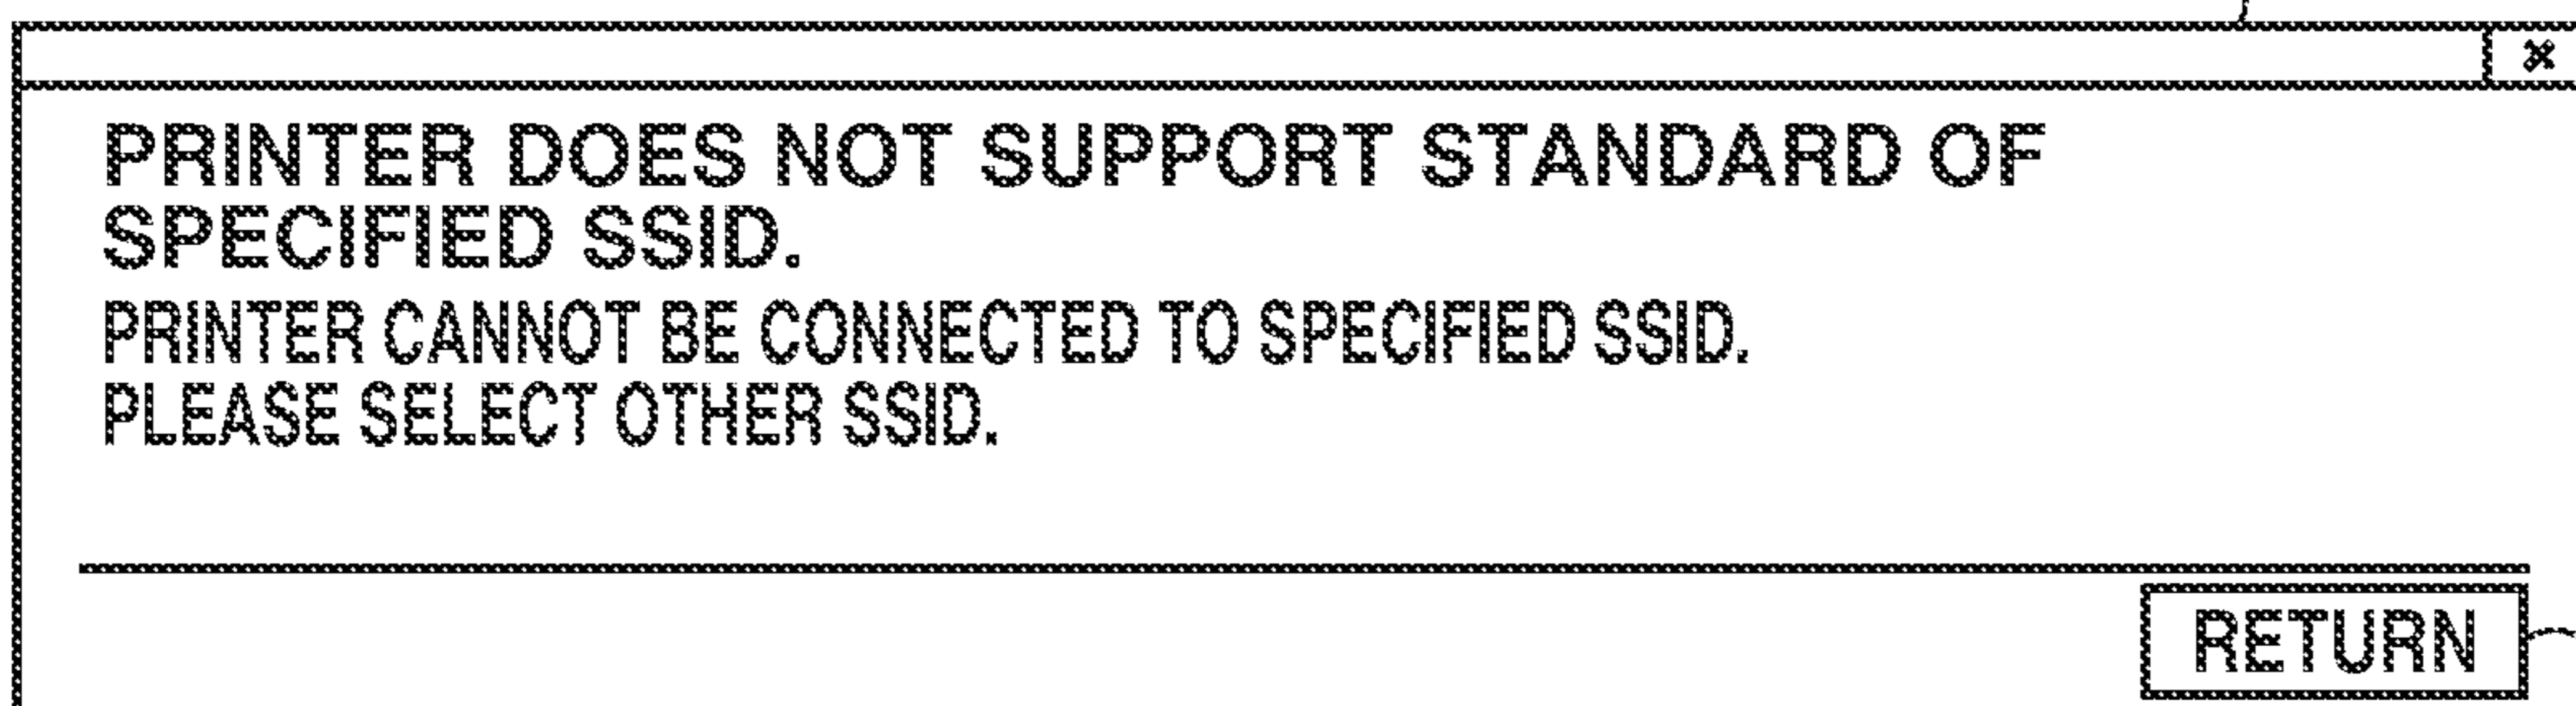 ×
PRINTER DOES NOT SUPPORT STANDARD OF
SPECIFIED SSID.
PRINTER CANNOT BE CONNECTED TO SPECIFIED SSID.
PLEASE SELECT OTHER SSID.
RETURN